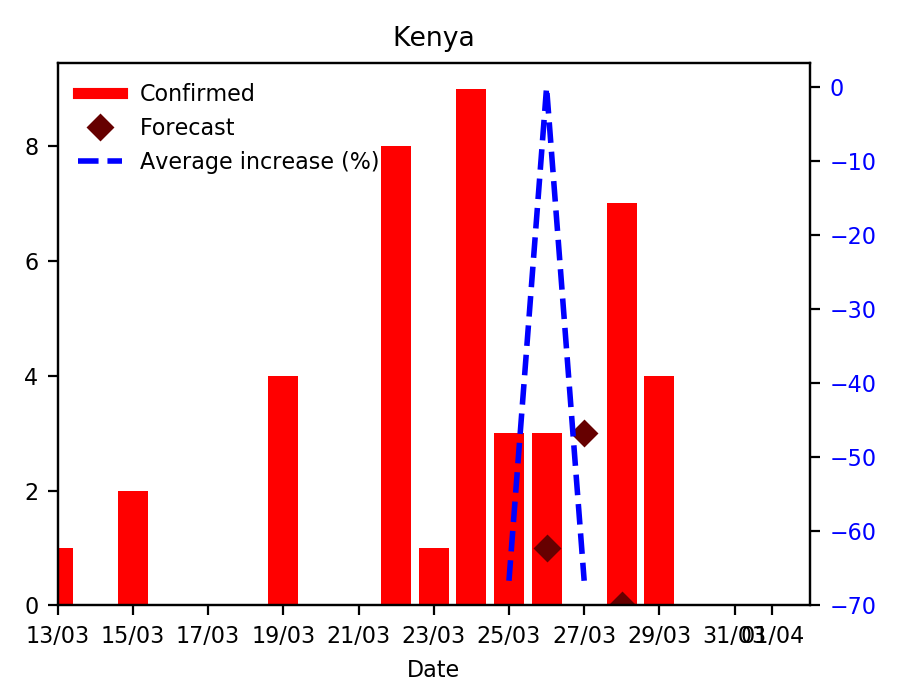 Kenya
Confirmed
Forecast
Average increase (%)
8
6
4
2
0
0
−10
−20
−30
−40
−50
−60
−70
13/03 15/03 17/03 19/03 21/03 23/03 25/03 27/03 29/03 31/03 01/04
Date